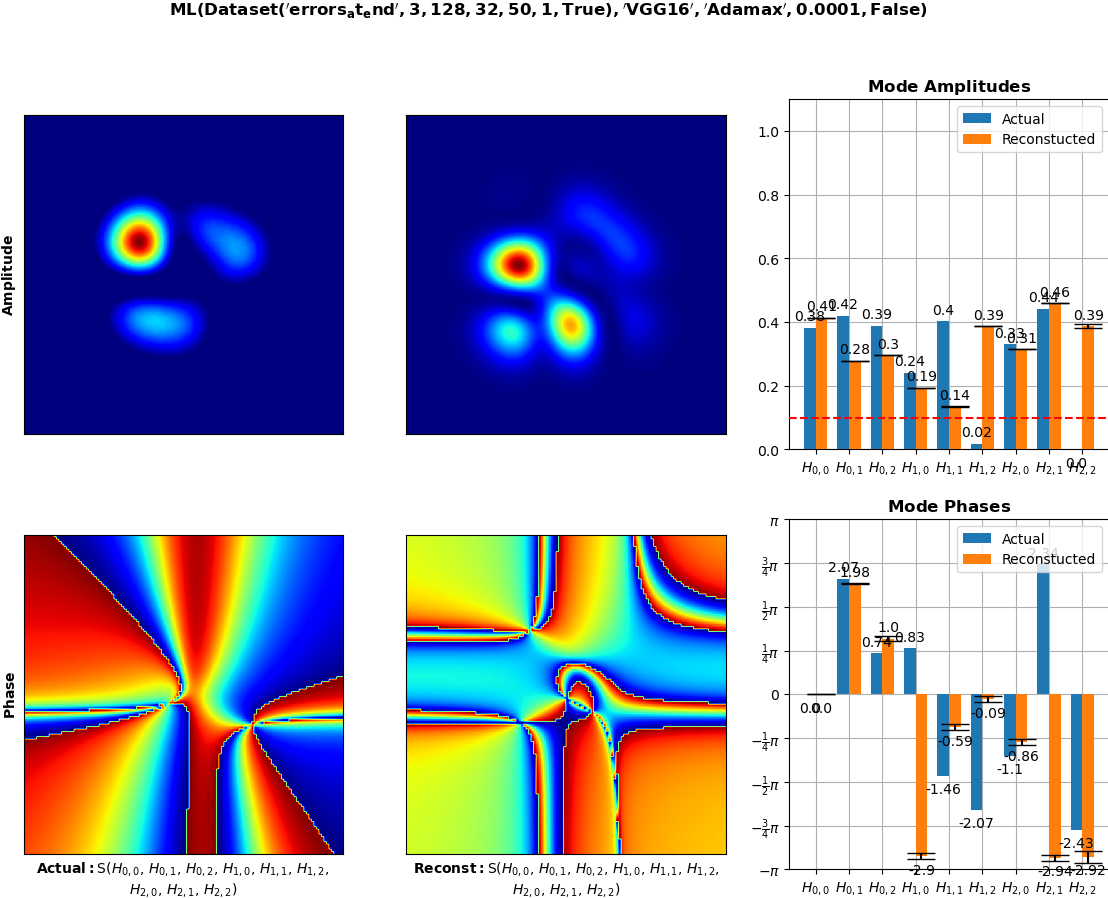 ML(Dataset('errors_at_end', 3, 128, 32, 50, 1, True), 'VGG16', 'Adamax', 0.0001, False)
Mode Amplitudes
Actual
Reconstucted
Amplitude
1.0
0.8
0.6
0.4
0.2
0.0
0.38 0.41 0.42 0.28 0.39 0.3 0.24 0.19 0.4 0.14 0.02 0.39 0.33 0.31 0.44 0.46 0.0 0.39
H0,0 H0,1 H0,2 H1,0 H1,1 H1,2 H2,0 H2,1 H2,2
Mode Phases
Actual
Reconstucted
Phase
π
3/4π
1/2π
1/4π
0
−1/4π
−1/2π
−3/4π
−π
0.0 0.0 2.07 1.98 0.74 1.0 0.83 -2.9 -1.46 -0.59 -2.07 -0.09 -1.1 -0.86 2.34 -2.94 -2.43 -2.92
H0,0 H0,1 H0,2 H1,0 H1,1 H1,2 H2,0 H2,1 H2,2
Actual: S(H0,0, H0,1, H0,2, H1,0, H1,1, H1,2,
H2,0, H2,1, H2,2)
Reconst: S(H0,0, H0,1, H0,2, H1,0, H1,1, H1,2,
H2,0, H2,1, H2,2)